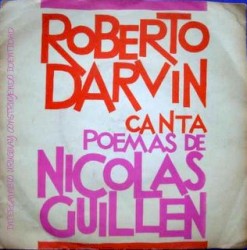 ROBERTO
DARVIN
CANTA
POEMAS DE
NICOLAS
GUILLEN